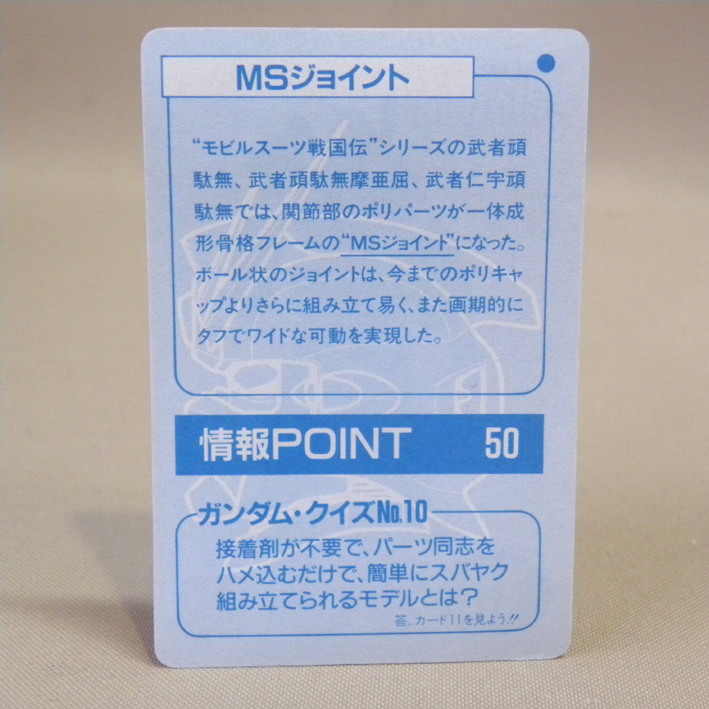 MSジョイント
“モビルスーツ戦国伝”シリーズの武者頑
駄無、武者頑駄無摩亜屈、武者仁宇頑
駄無では、関節部のポリパーツが一体成
形骨格フレームの“MSジョイント”になった。
ボール状のジョイントは、今までのポリキャ
ップよりさらに組み立て易く、また画期的に
タフでワイドな可動を実現した。
情報POINT 50
ガンダム・クイズNo.10
接着剤が不要で、パーツ同志を
ハメ込むだけで、簡単にスバヤク
組み立てられるモデルとは？
答、カード11を見よう!!